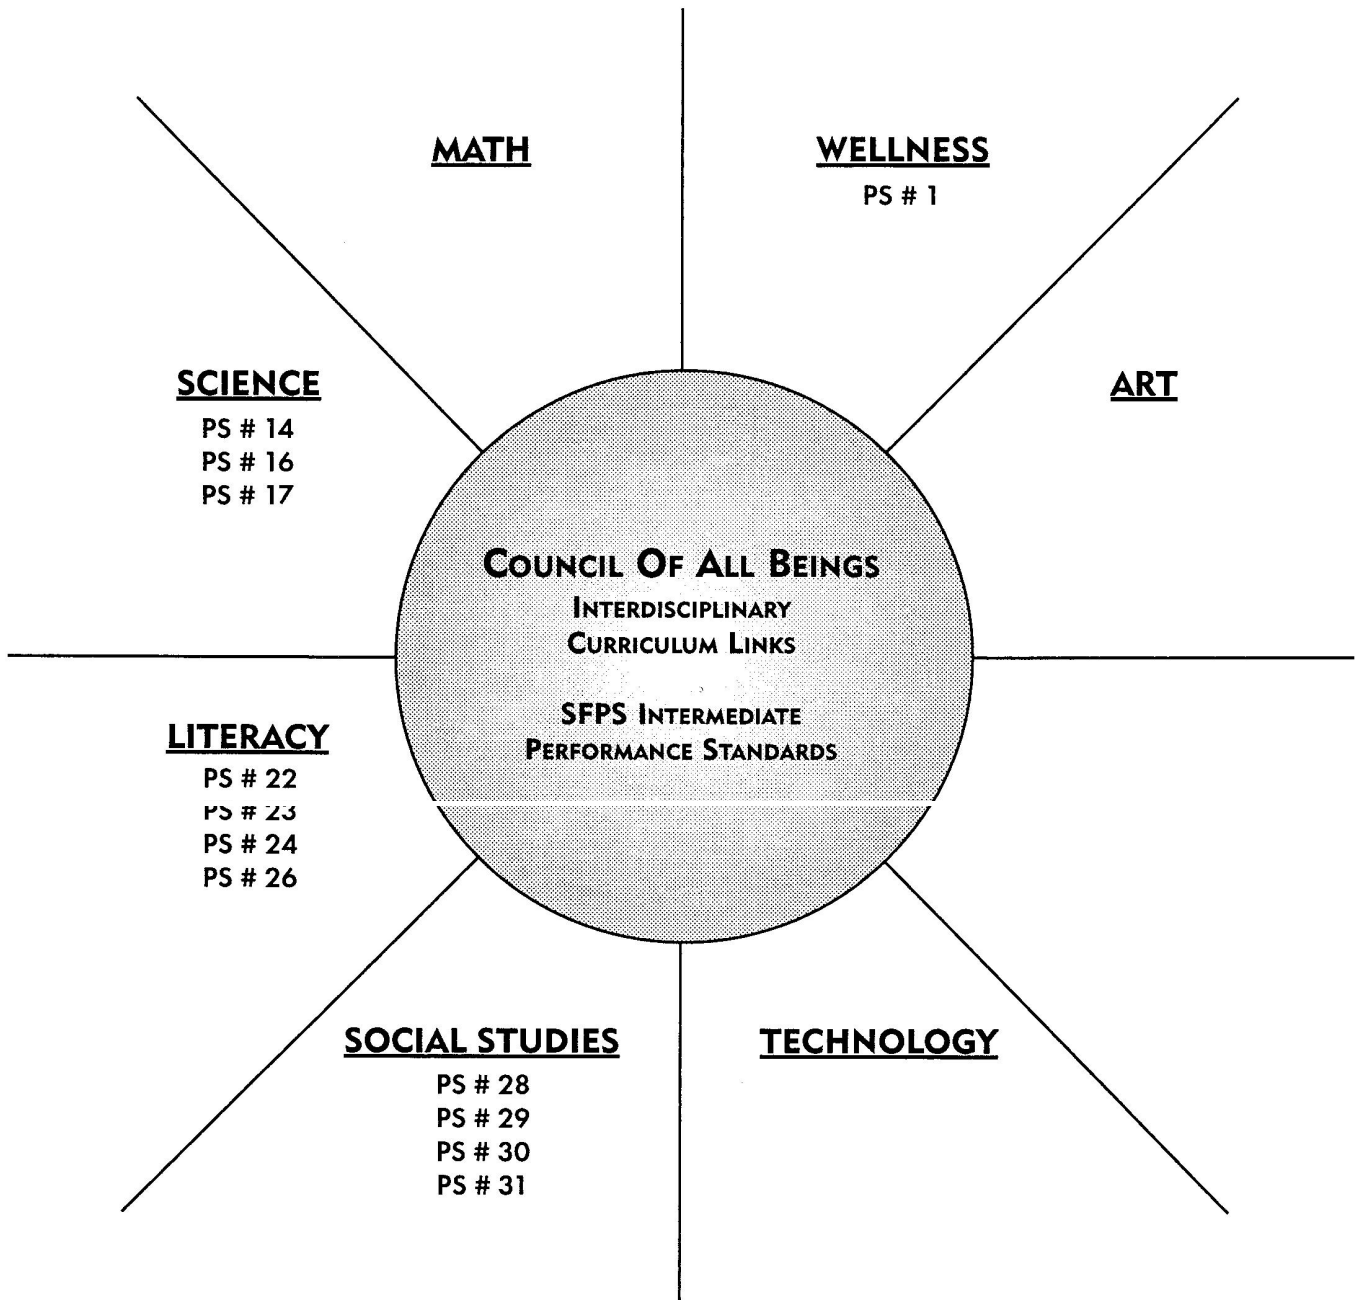 MATH
WELLNESS
PS # 1
SCIENCE
PS # 14
PS # 16
PS # 17
ART
COUNCIL OF ALL BEINGS
INTERDISCIPLINARY
CURRICULUM LINKS
SFPS INTERMEDIATE
PERFORMANCE STANDARDS
LITERACY
PS # 22
PS # 23
PS # 24
PS # 26
SOCIAL STUDIES
PS # 28
PS # 29
PS # 30
PS # 31
TECHNOLOGY